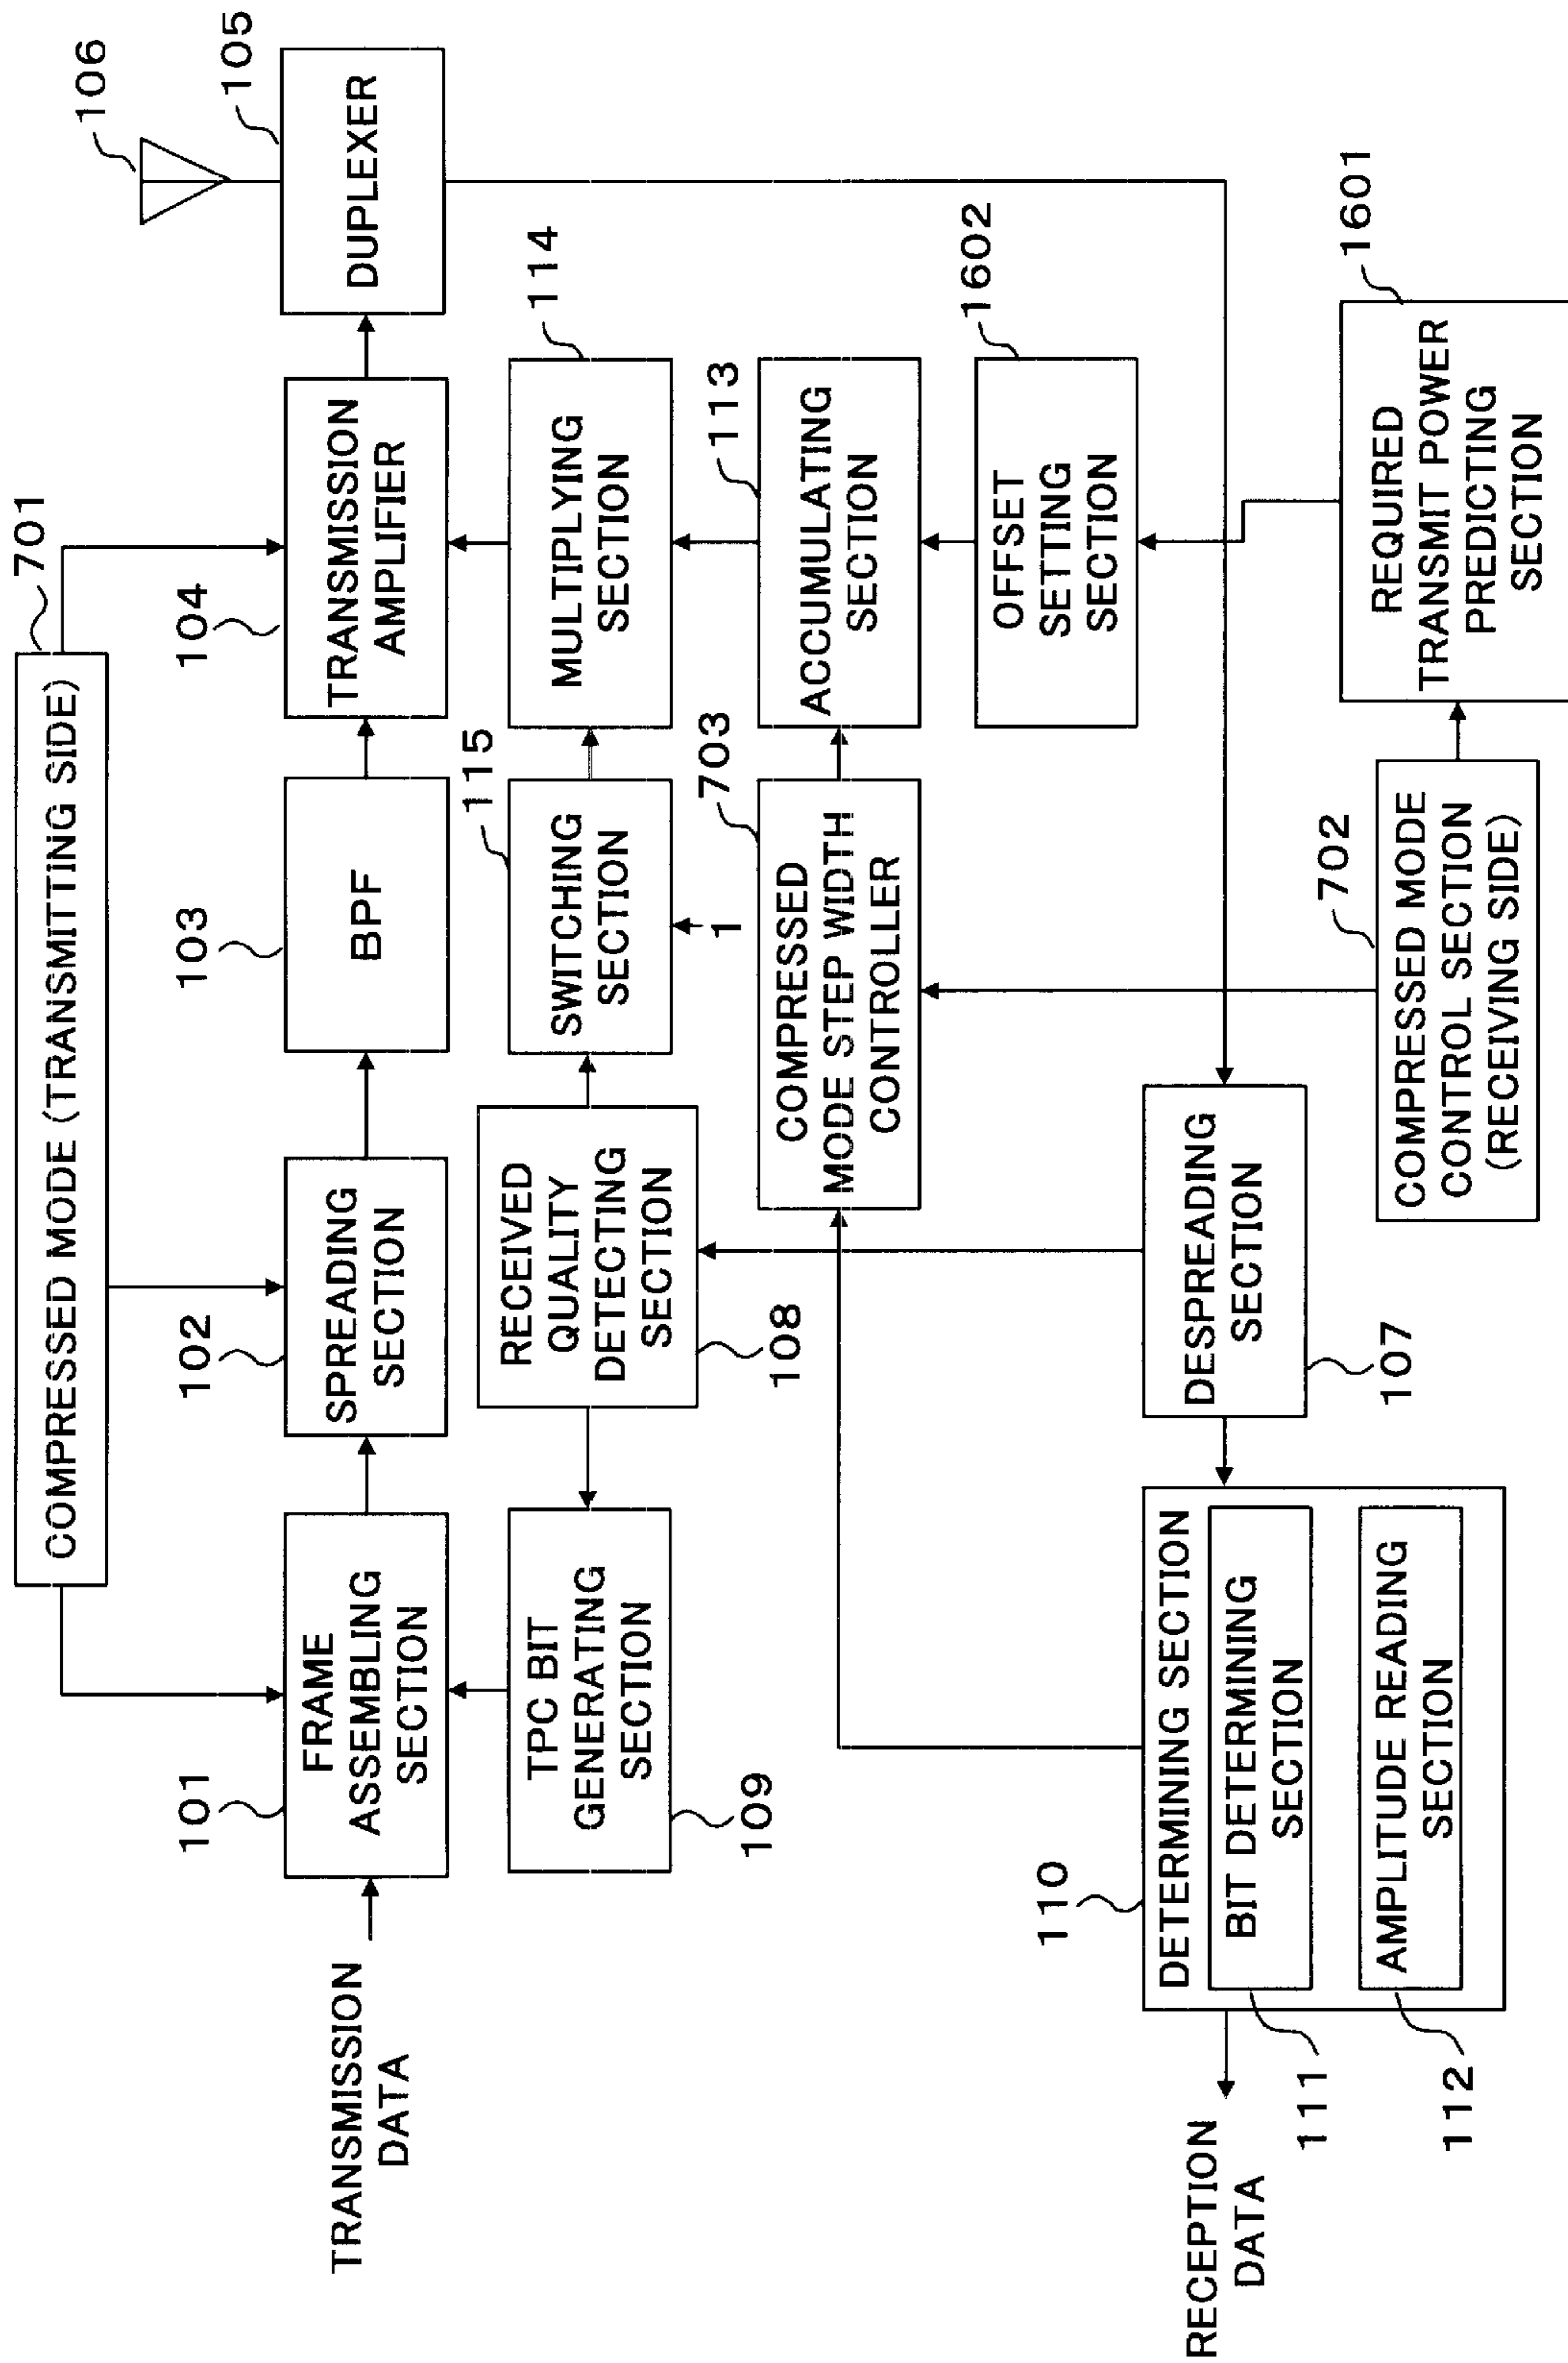 COMPRESSED MODE (TRANSMITTING SIDE)
701
TRANSMISSION
DATA
101
FRAME
ASSEMBLING
SECTION
102
SPREADING
SECTION
103
BPF
104
TRANSMISSION
AMPLIFIER
105
DUPLEXER
106
109
TPC BIT
GENERATING
SECTION
108
RECEIVED
QUALITY
DETECTING
SECTION
115
SWITCHING
SECTION
1
114
MULTIPLYING
SECTION
703
COMPRESSED
MODE STEP WIDTH
CONTROLLER
113
ACCUMULATING
SECTION
1602
OFFSET
SETTING
SECTION
RECEPTION
DATA
110
DETERMINING SECTION
111
BIT DETERMINING
SECTION
112
AMPLITUDE READING
SECTION
107
DESPREADING
SECTION
702
COMPRESSED MODE
CONTROL SECTION
(RECEIVING SIDE)
1601
REQUIRED
TRANSMIT POWER
PREDICTING
SECTION